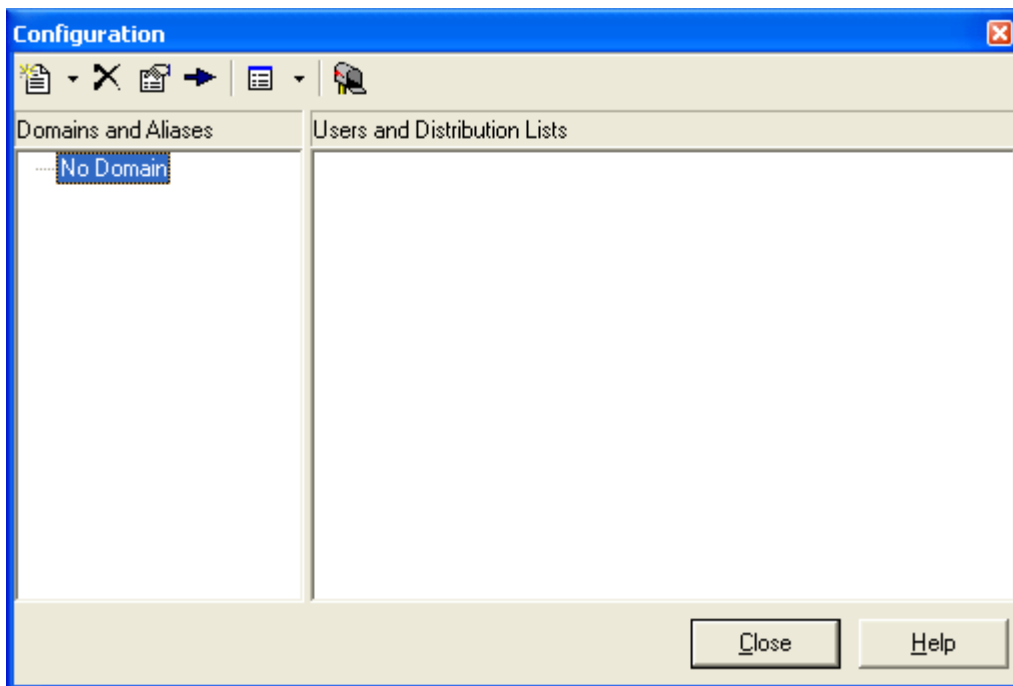 Configuration
Domains and Aliases
Users and Distribution Lists
No Domain
Close
Help